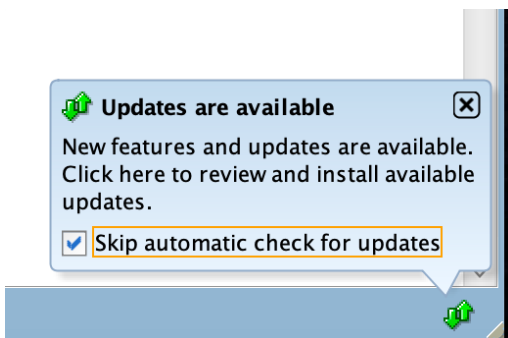 Updates are available
New features and updates are available.
Click here to review and install available
updates.
Skip automatic check for updates